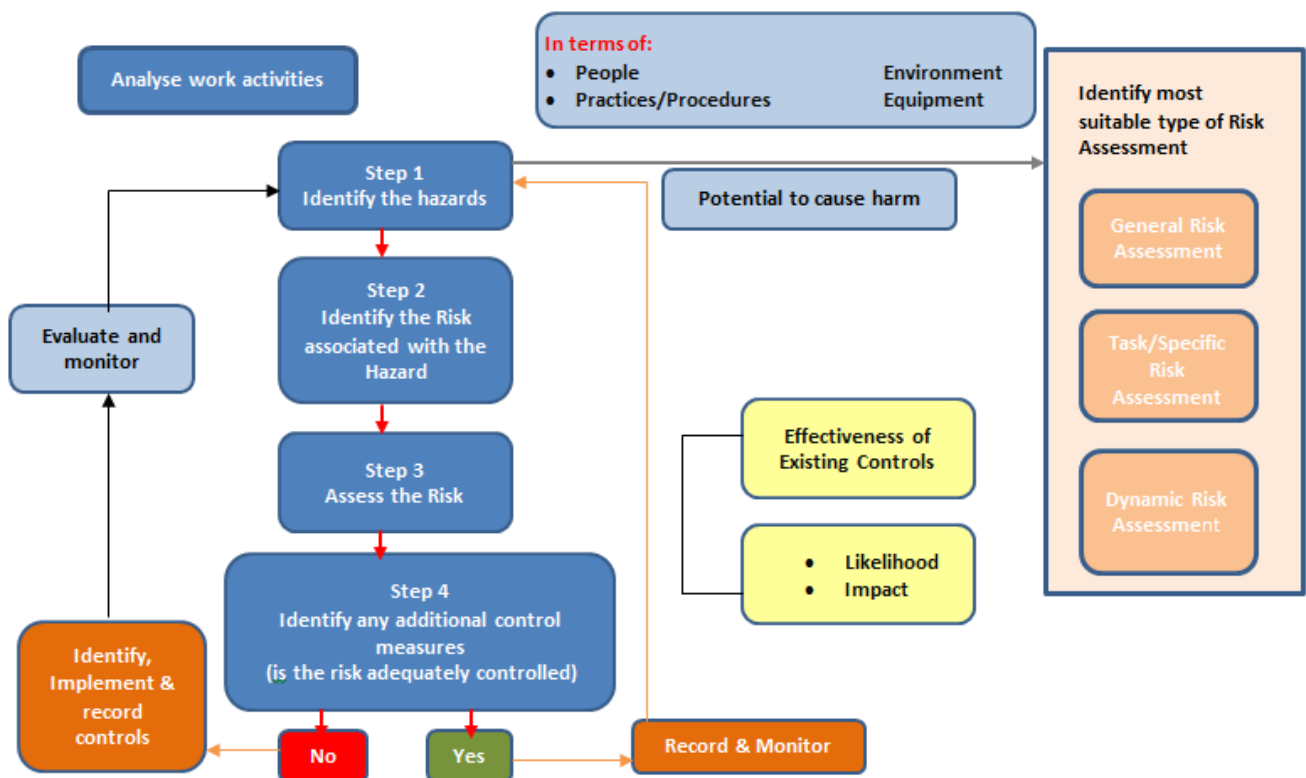 Analyse work activities
In terms of:
• People Environment
• Practices/Procedures Equipment
Identify most
suitable type of Risk
Assessment
Step 1
Identify the hazards
Potential to cause harm
General Risk
Assessment
Step 2
Identify the Risk
associated with the
Hazard
Evaluate and
monitor
Task/Specific
Risk
Assessment
Step 3
Assess the Risk
Effectiveness of
Existing Controls
Dynamic Risk
Assessment
• Likelihood
• Impact
Step 4
Identify any additional control
measures
(is the risk adequately controlled)
Identify,
Implement &
record
controls
No
Yes
Record & Monitor